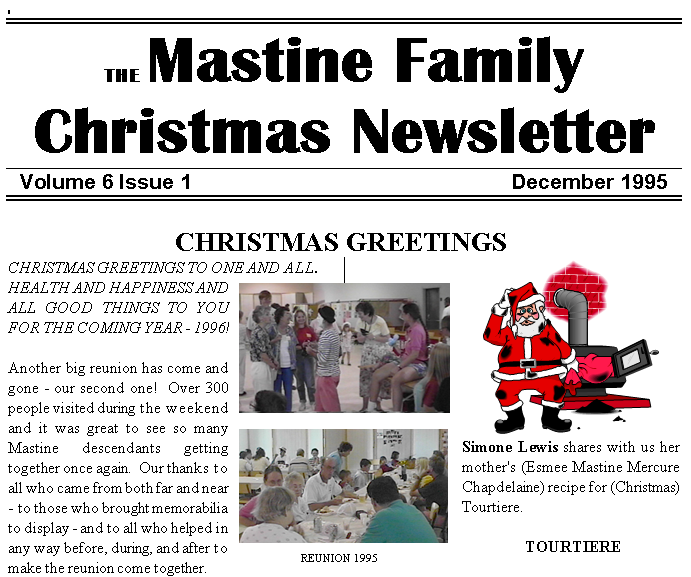 THE Mastine Family
Christmas Newsletter
Volume 6 Issue 1 December 1995
CHRISTMAS GREETINGS
CHRISTMAS GREETINGS TO ONE AND ALL.
HEALTH AND HAPPINESS AND
ALL GOOD THINGS TO YOU
FOR THE COMING YEAR - 1996!
Another big reunion has come and
gone - our second one! Over 300
people visited during the weekend
and it was great to see so many
Mastine descendants getting
together once again. Our thanks to
all who came from both far and near
- to those who brought memorabilia
to display - and to all who helped in
any way before, during, and after to
make the reunion come together.
REUNION 1995
Simone Lewis shares with us her
mother's (Esmee Mastine Mercure
Chapdelaine) recipe for (Christmas)
Tourtiere.
TOURTIERE